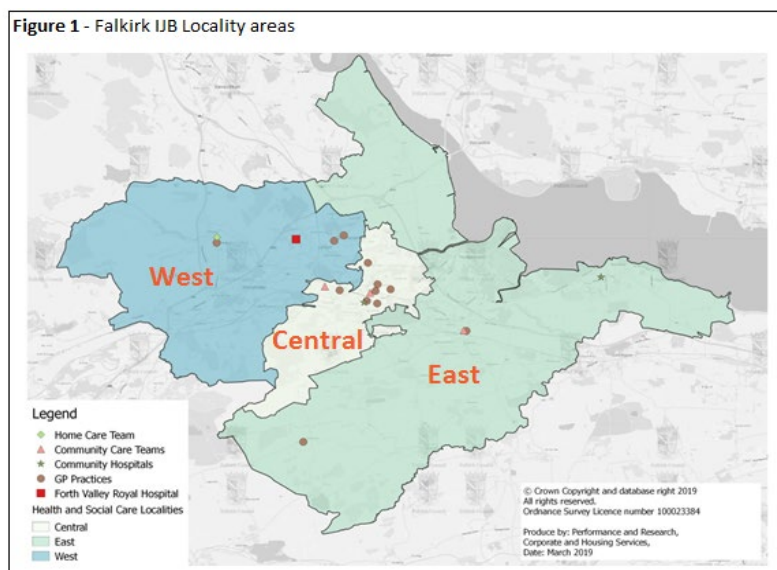 Figure 1 - Falkirk IJB Locality areas
West
Central
East
Legend
Home Care Team
Community Care Teams
Community Hospitals
GP Practices
Forth Valley Royal Hospital
Health and Social Care Localities
Central
East
West
© Crown Copyright and database right 2019
All rights reserved.
Ordnance Survey Licence number 100023384
Produce by: Performance and Research,
Corporate and Housing Services,
Date: March 2019